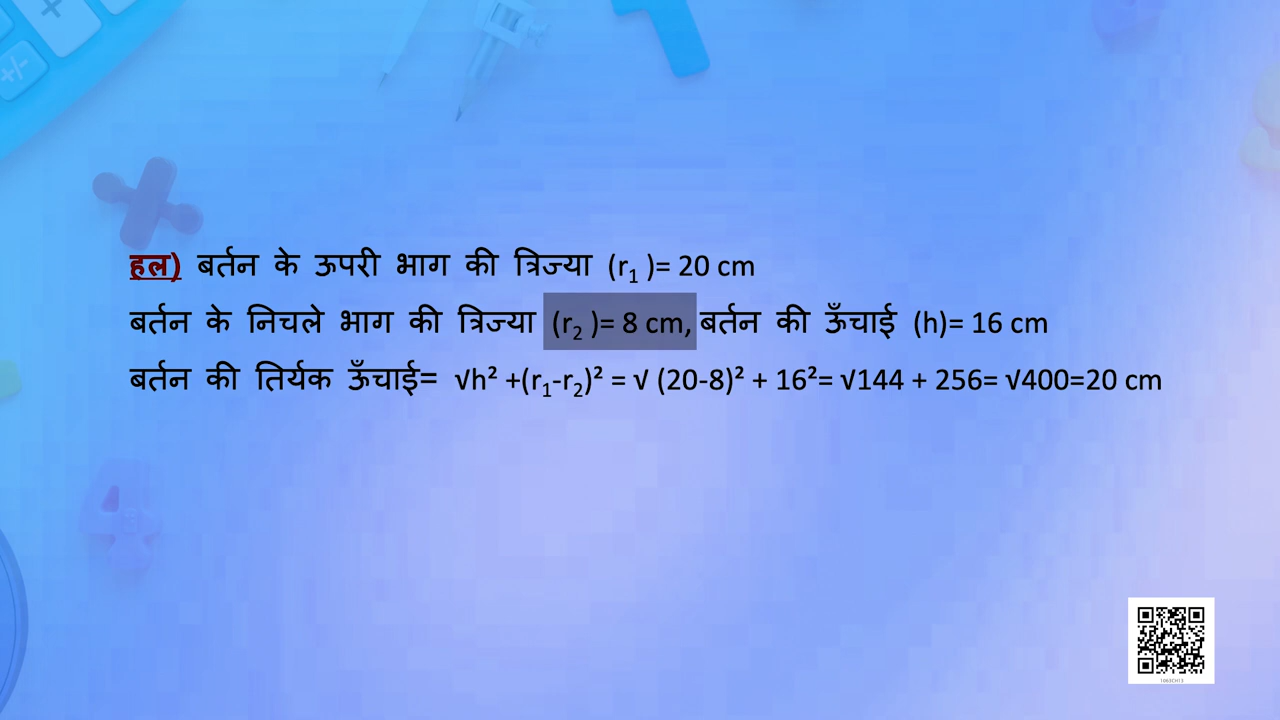 हल) बर्तन के ऊपरी भाग की त्रिज्या (r₁ )= 20 cm
बर्तन के निचले भाग की त्रिज्या (r₂ )= 8 cm, बर्तन की ऊँचाई (h)= 16 cm
बर्तन की तिर्यक ऊँचाई= √h² +(r₁-r₂)² = √ (20-8)² + 16²= √144 + 256= √400=20 cm
1063CH13